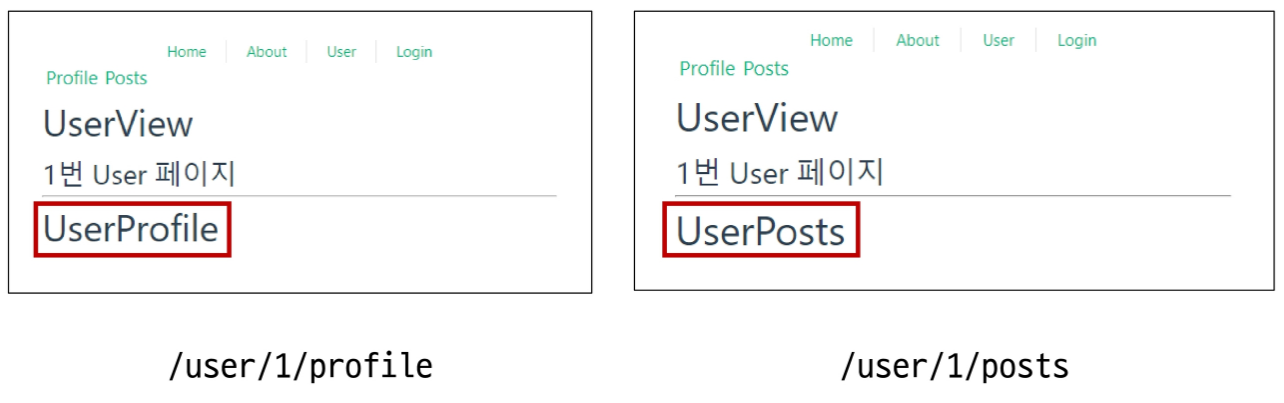 Home About User Login
Profile Posts
UserView
1번 User 페이지
UserProfile
/user/1/profile
Home About User Login
Profile Posts
UserView
1번 User 페이지
UserPosts
/user/1/posts